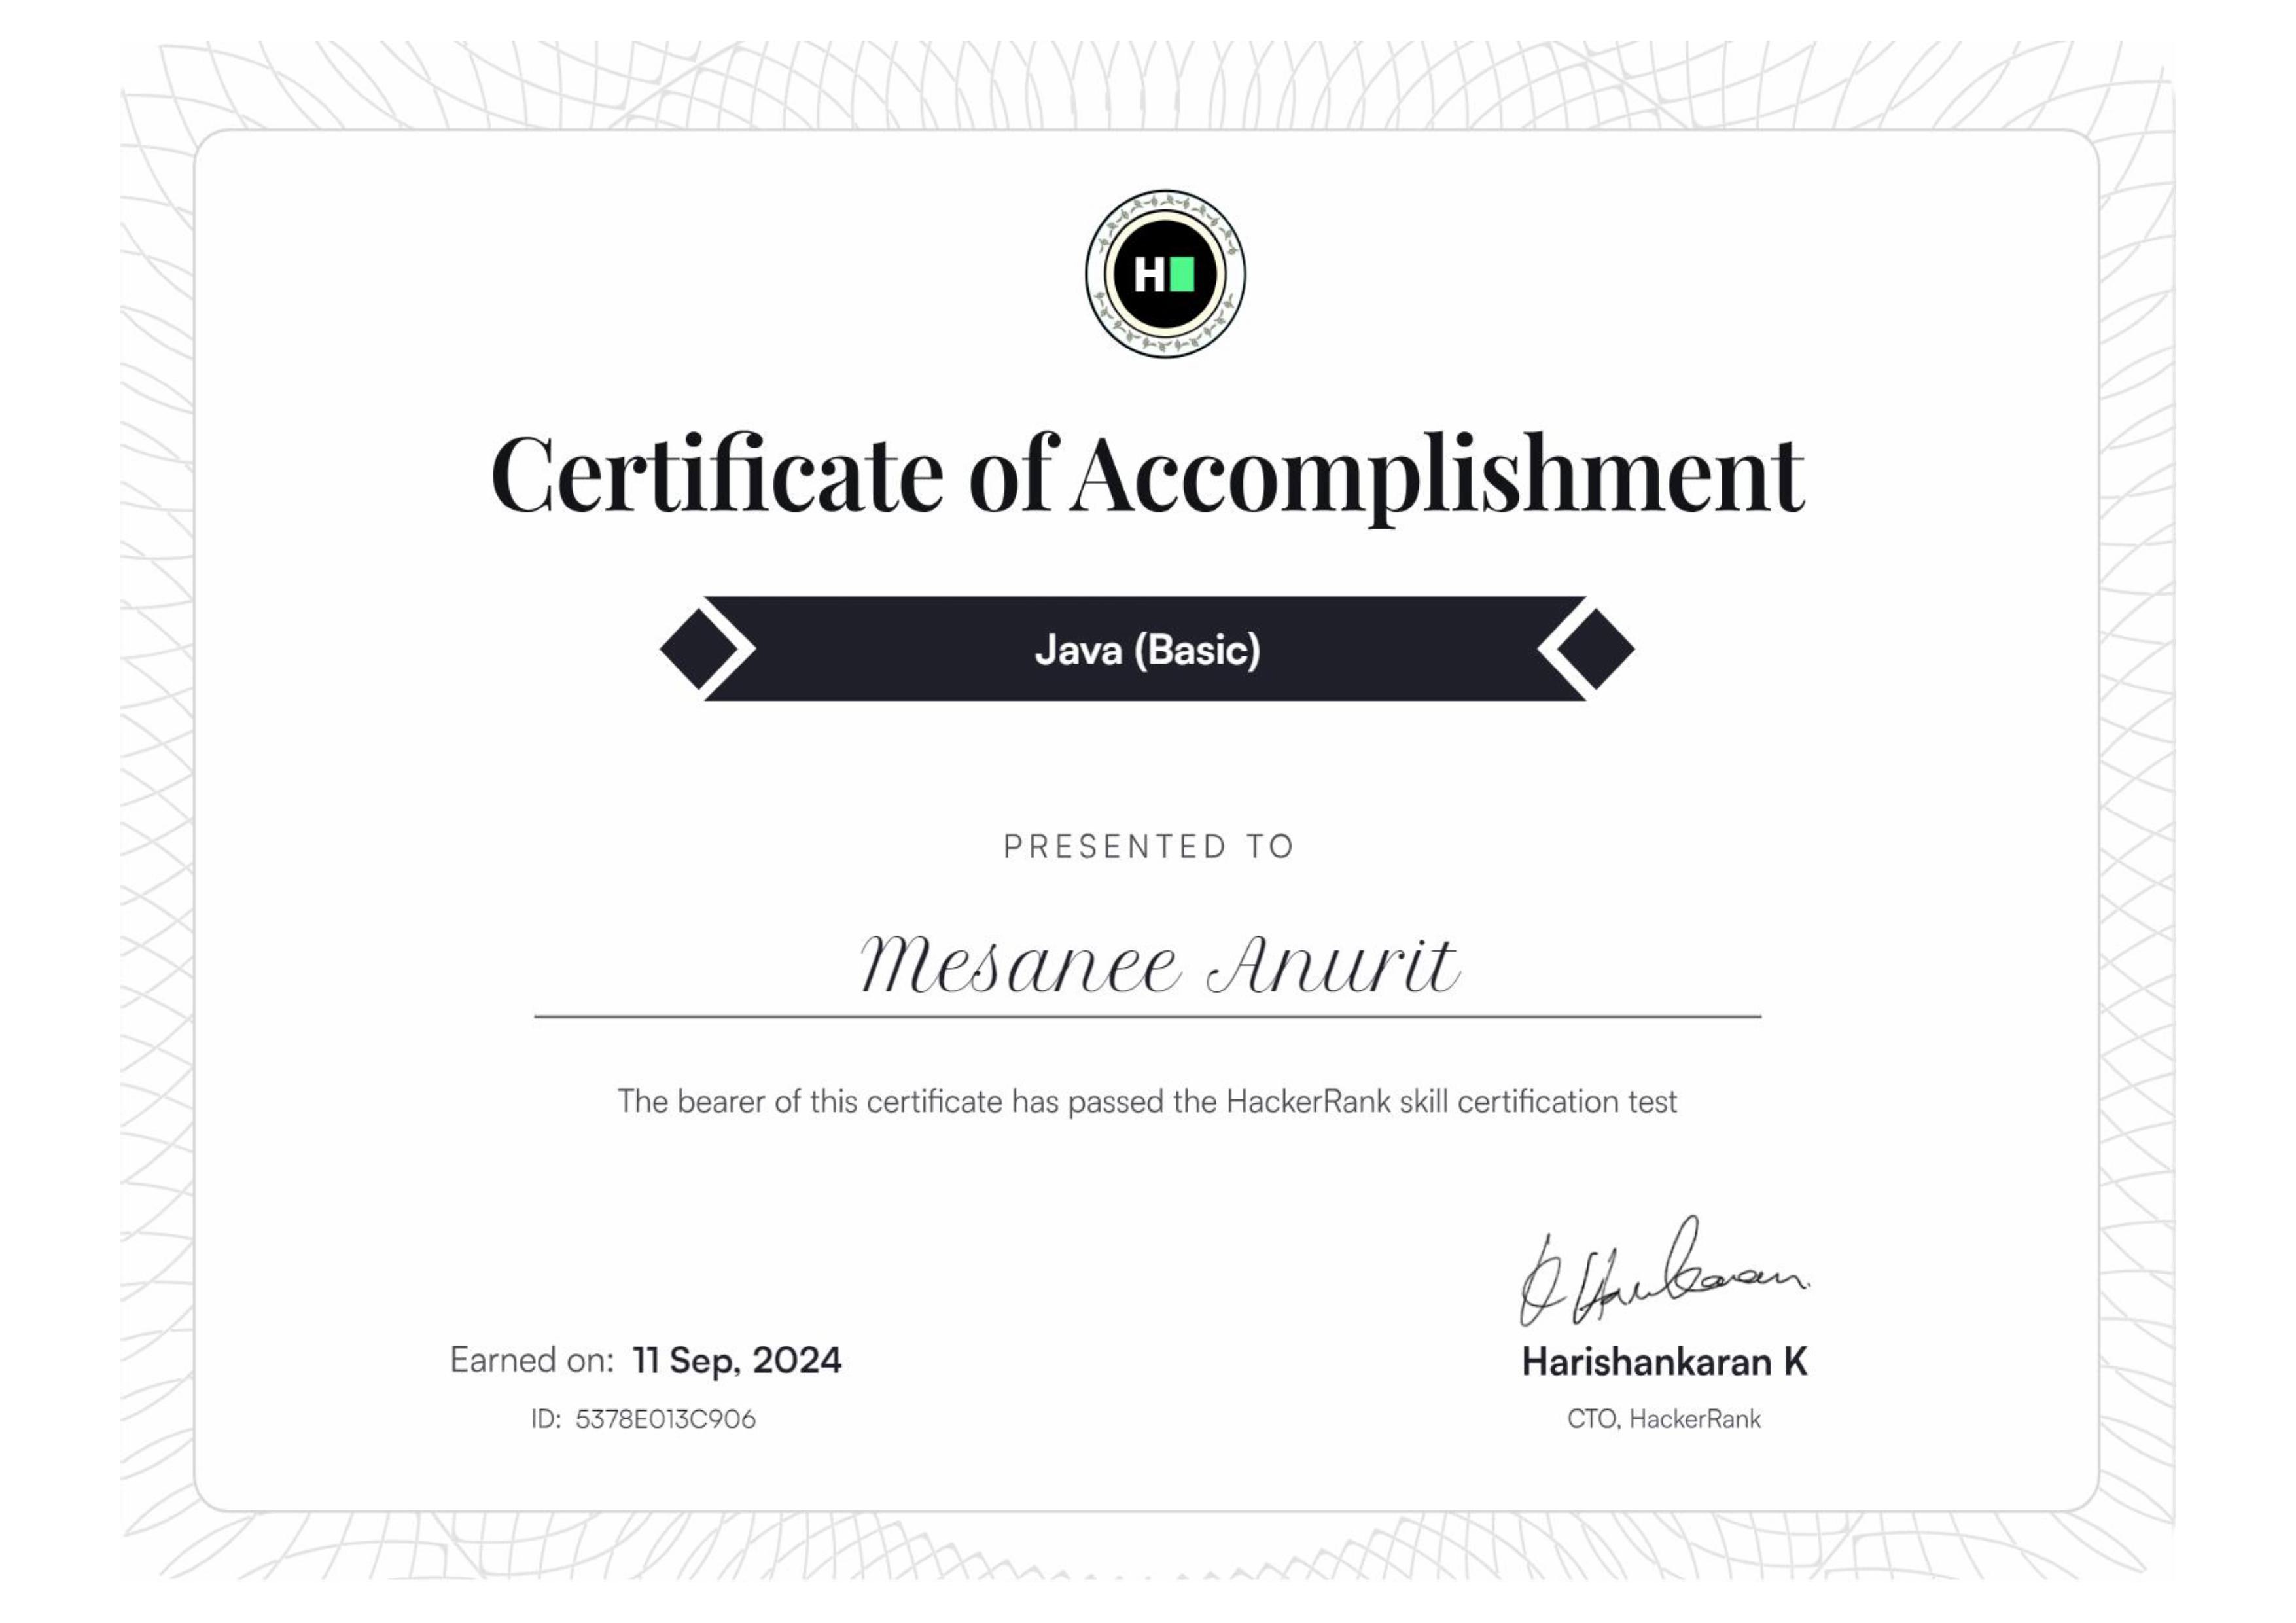 H
Certificate of Accomplishment
Java (Basic)
PRESENTED TO
Mesanee Anurit
The bearer of this certificate has passed the HackerRank skill certification test
Earned on: 11 Sep, 2024
ID: 5378E013C906
Harishankaran K
CTO, HackerRank